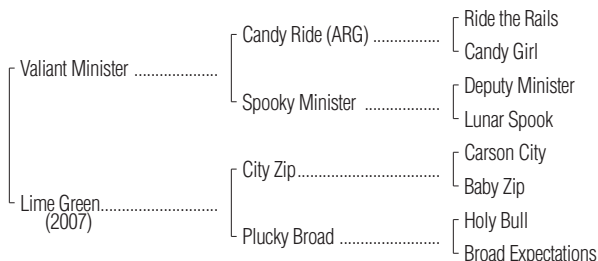 Ride the Rails
Candy Ride (ARG) ................
Candy Girl
Valiant Minister ....................
Deputy Minister
Spooky Minister ..................
Lunar Spook
Carson City
City Zip..................................
Baby Zip
Lime Green............................
(2007)
Holy Bull
Plucky Broad ........................
Broad Expectations